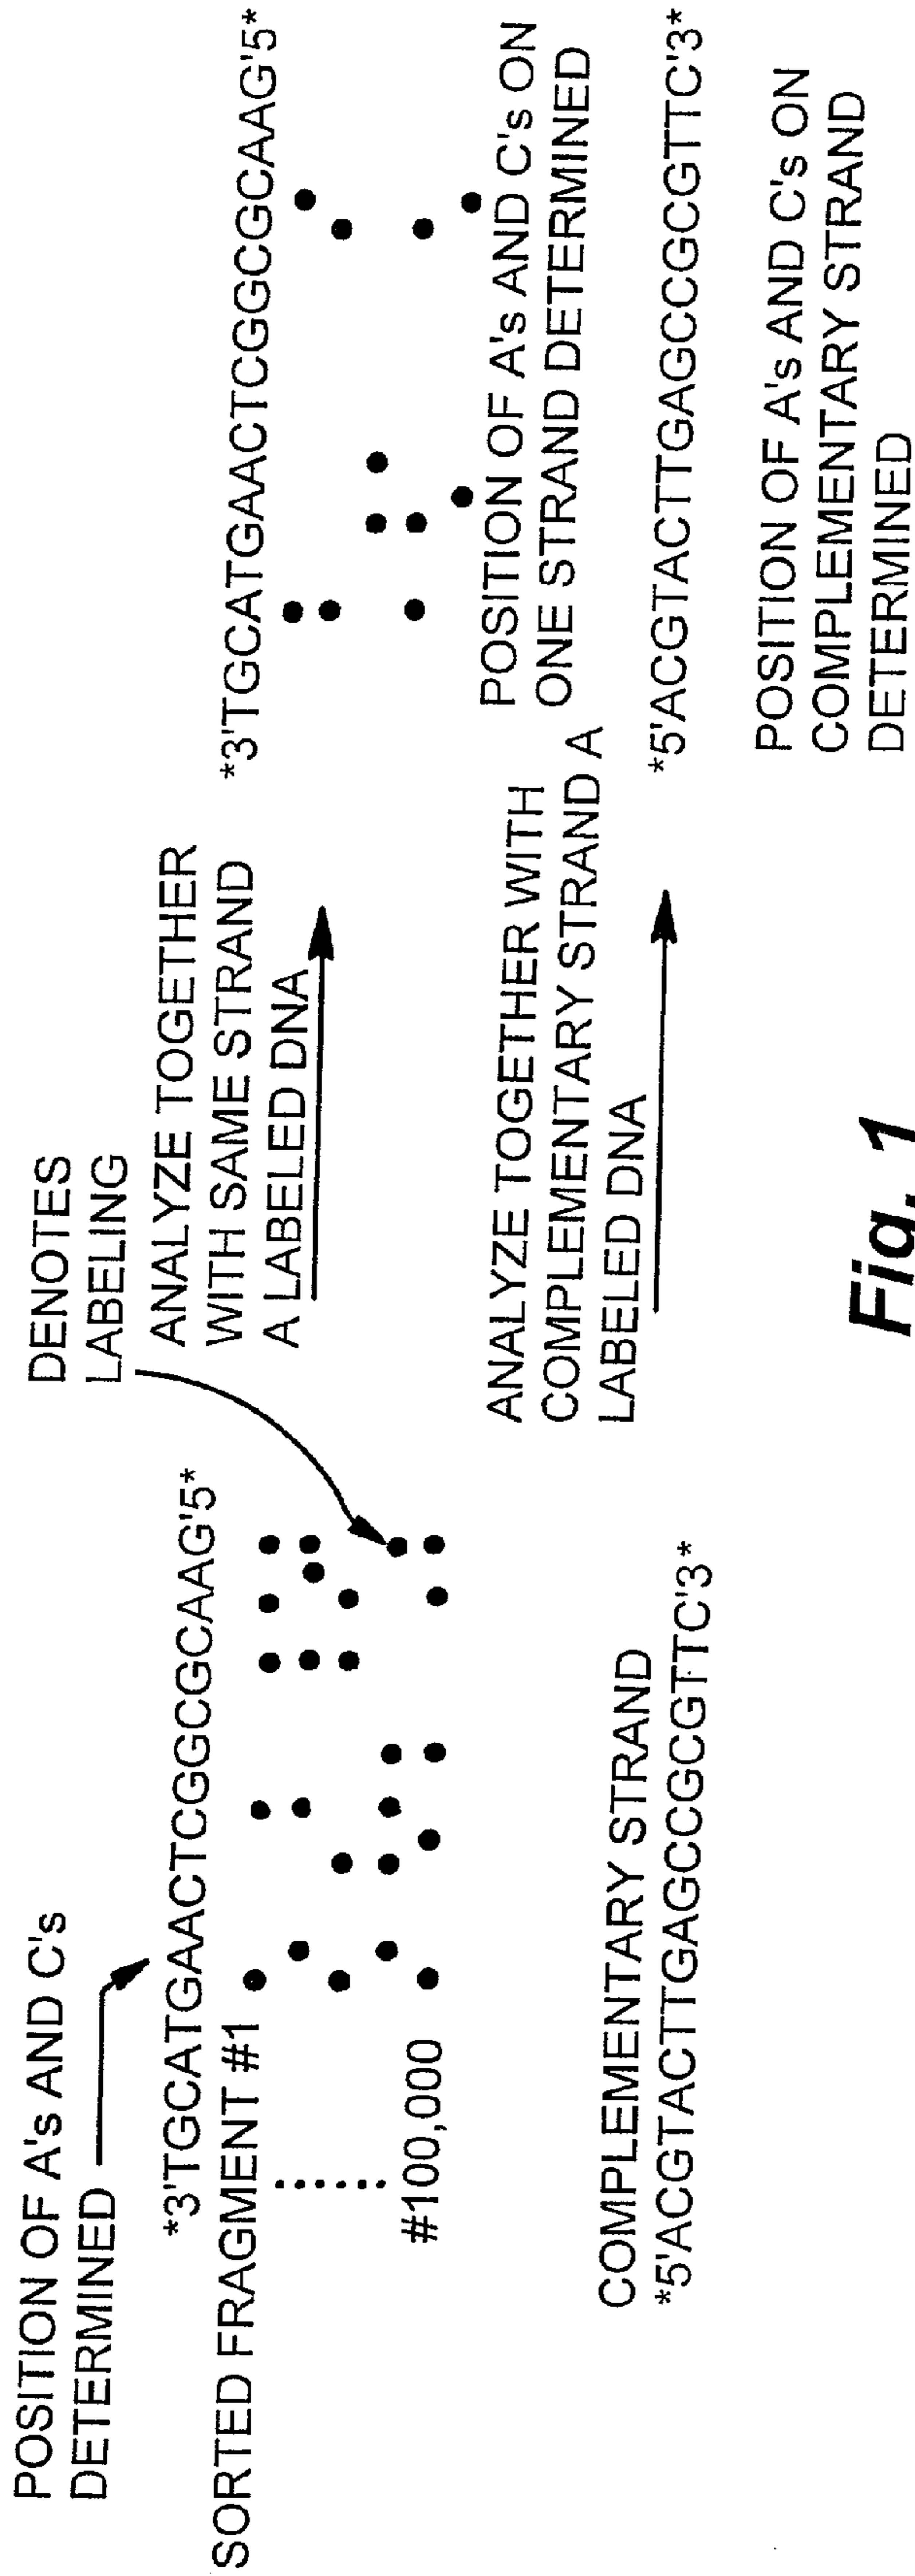 POSITION OF A's AND C's
DETERMINED
*3'TGCATGAACTCGGCGCAAG'5*
SORTED FRAGMENT #1
#100,000
COMPLEMENTARY STRAND
*5'ACGTACTTGAGCCGCGTTC'3*
DENOTES
LABELING
ANALYZE TOGETHER
WITH SAME STRAND
A LABELED DNA
ANALYZE TOGETHER WITH
COMPLEMENTARY STRAND A
LABELED DNA
*3'TGCATGAACTCGGCGCAAG'5*
POSITION OF A's AND C's ON
ONE STRAND DETERMINED
*5'ACGTACTTGAGCCGCGTTC'3*
POSITION OF A's AND C's ON
COMPLEMENTARY STRAND
DETERMINED
Fig. 1